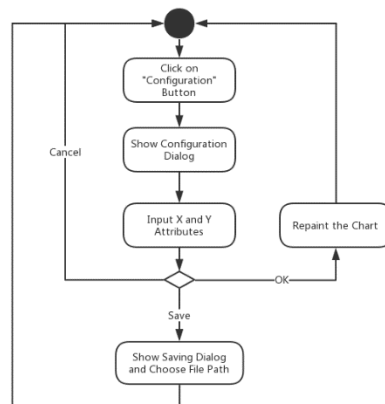 Click on
"Configuration"
Button
Show Configuration
Dialog
Cancel
Input X and Y
Attributes
Repaint the Chart
OK
Save
Show Saving Dialog
and Choose File Path